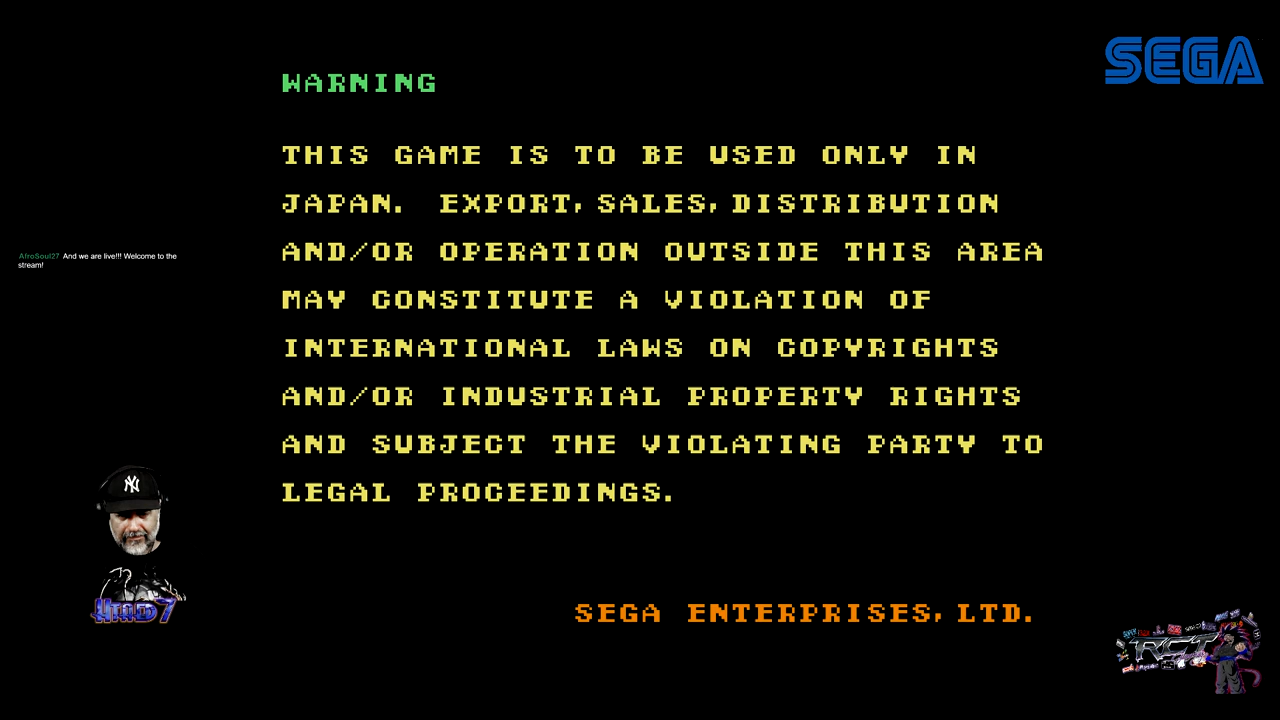 SEGA
WARNING
THIS GAME IS TO BE USED ONLY IN
JAPAN. EXPORT, SALES, DISTRIBUTION
AND/OR OPERATION OUTSIDE THIS AREA
MAY CONSTITUTE A VIOLATION OF
INTERNATIONAL LAWS ON COPYRIGHTS
AND/OR INDUSTRIAL PROPERTY RIGHTS
AND SUBJECT THE VIOLATING PARTY TO
LEGAL PROCEEDINGS.
SEGA ENTERPRISES, LTD.
AfroSoul27 And we are live!!! Welcome to the
stream!
NY
RCT